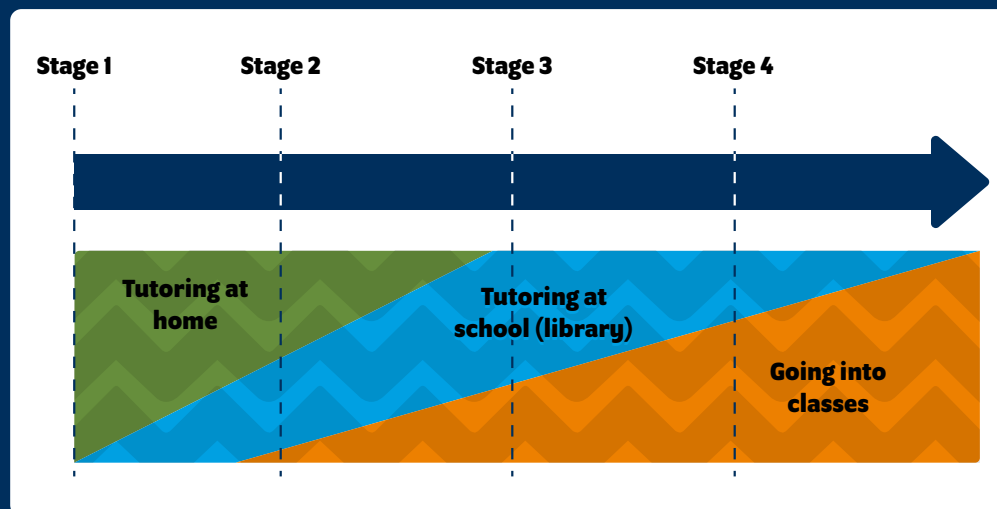 Stage 1
Stage 2
Stage 3
Stage 4
Tutoring at
home
Tutoring at
school (library)
Going into
classes